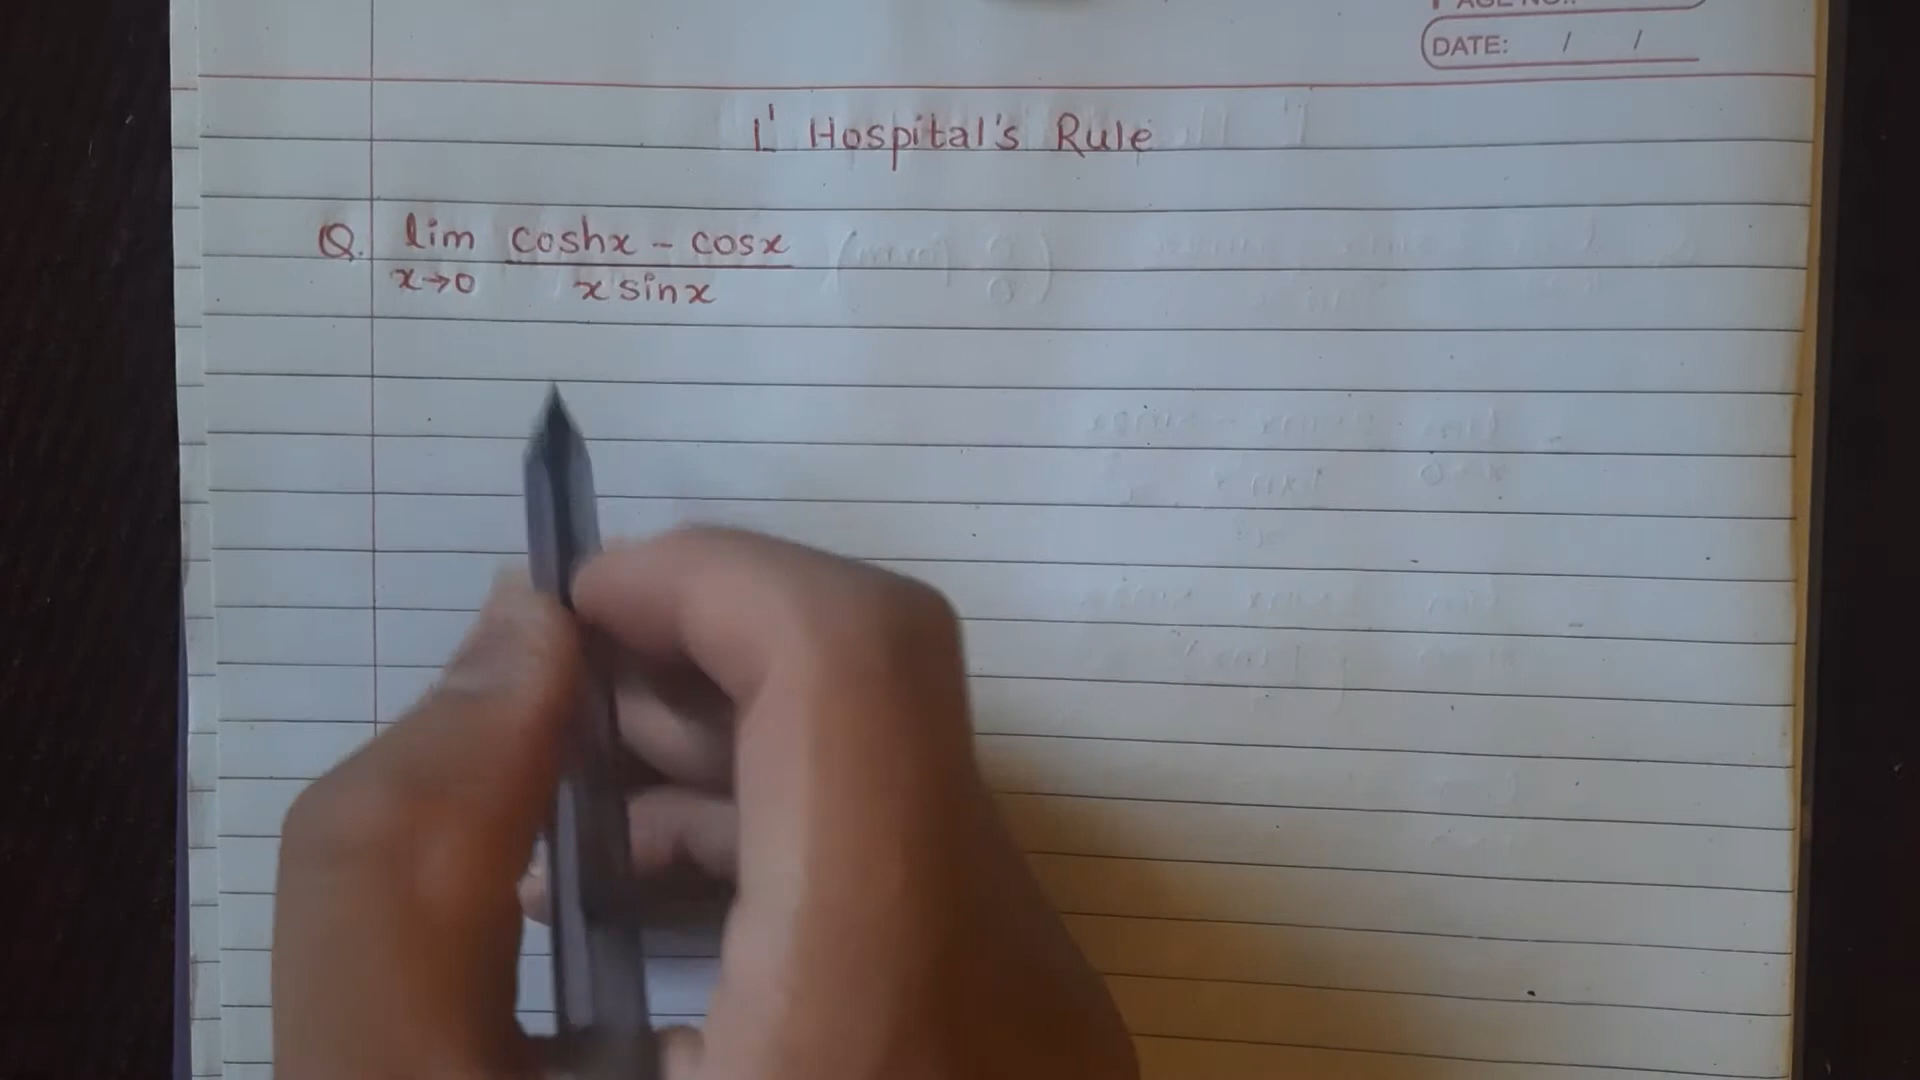 DATE: / /
L' Hospital's Rule
Q. lim coshx - cosx
x→0 x sinx